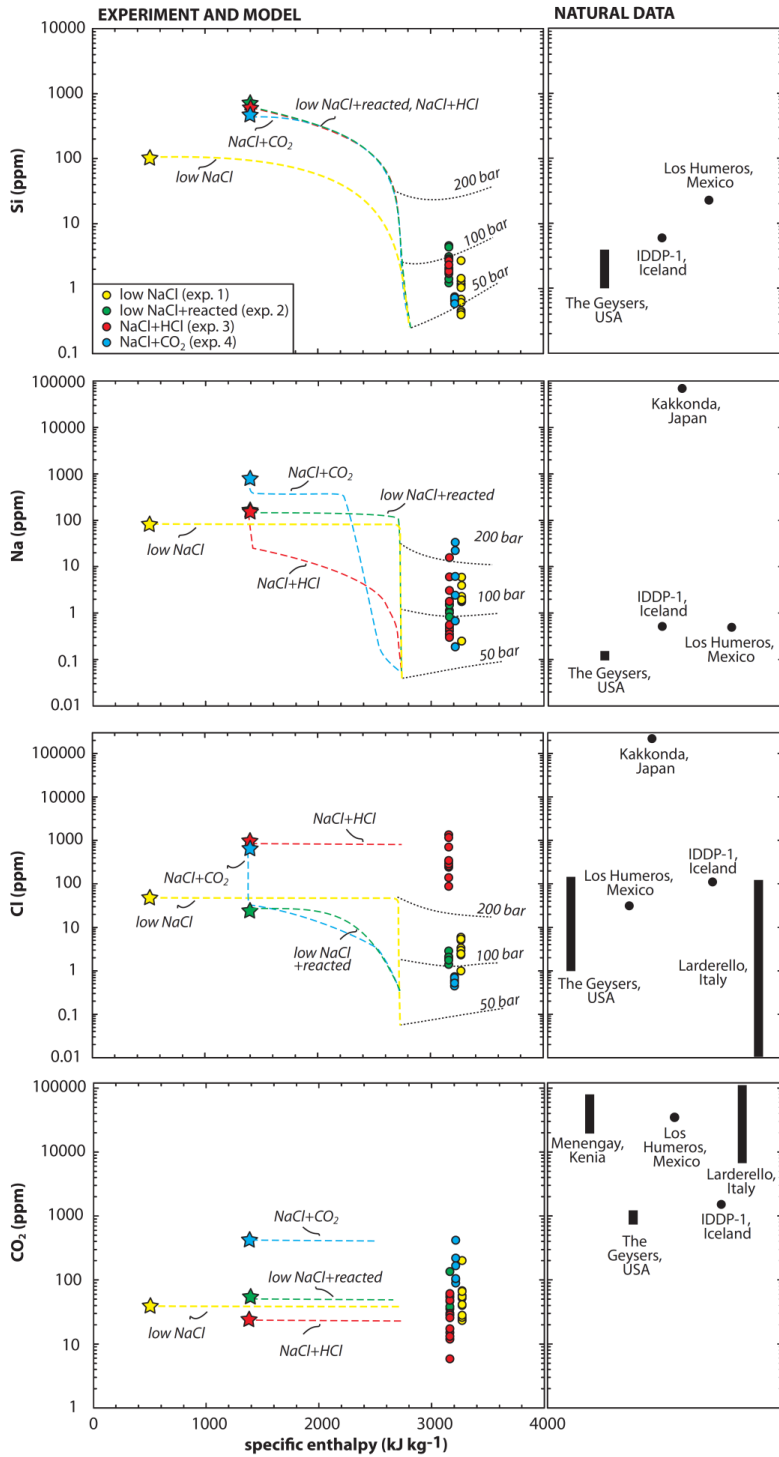 EXPERIMENT AND MODEL
NATURAL DATA
10000
1000
100
10
1
0.1
Si (ppm)
low NaCl+reacted, NaCl+HCl
NaCl+CO2
low NaCl
200 bar
100 bar
50 bar
low NaCl (exp. 1)
low NaCl+reacted (exp. 2)
NaCl+HCl (exp. 3)
NaCl+CO2 (exp. 4)
Los Humeros,
Mexico
IDDP-1,
Iceland
The Geysers,
USA
100000
10000
1000
100
10
1
0.1
0.01
Na (ppm)
NaCl+CO2
low NaCl+reacted
low NaCl
NaCl+HCl
200 bar
100 bar
50 bar
Kakkonda,
Japan
IDDP-1,
Iceland
Los Humeros,
Mexico
The Geysers,
USA
100000
10000
1000
100
10
1
0.1
0.01
Cl (ppm)
NaCl+HCl
NaCl+CO2
low NaCl
low NaCl
+reacted
200 bar
100 bar
50 bar
Kakkonda,
Japan
IDDP-1,
Iceland
Los Humeros,
Mexico
The Geysers,
USA
Larderello,
Italy
100000
10000
1000
100
10
1
CO2 (ppm)
NaCl+CO2
low NaCl+reacted
low NaCl
NaCl+HCl
Menengay,
Kenia
Los
Humeros,
Mexico
Larderello,
Italy
The
Geysers,
USA
IDDP-1,
Iceland
0
1000
2000
3000
4000
specific enthalpy (kJ kg-1)